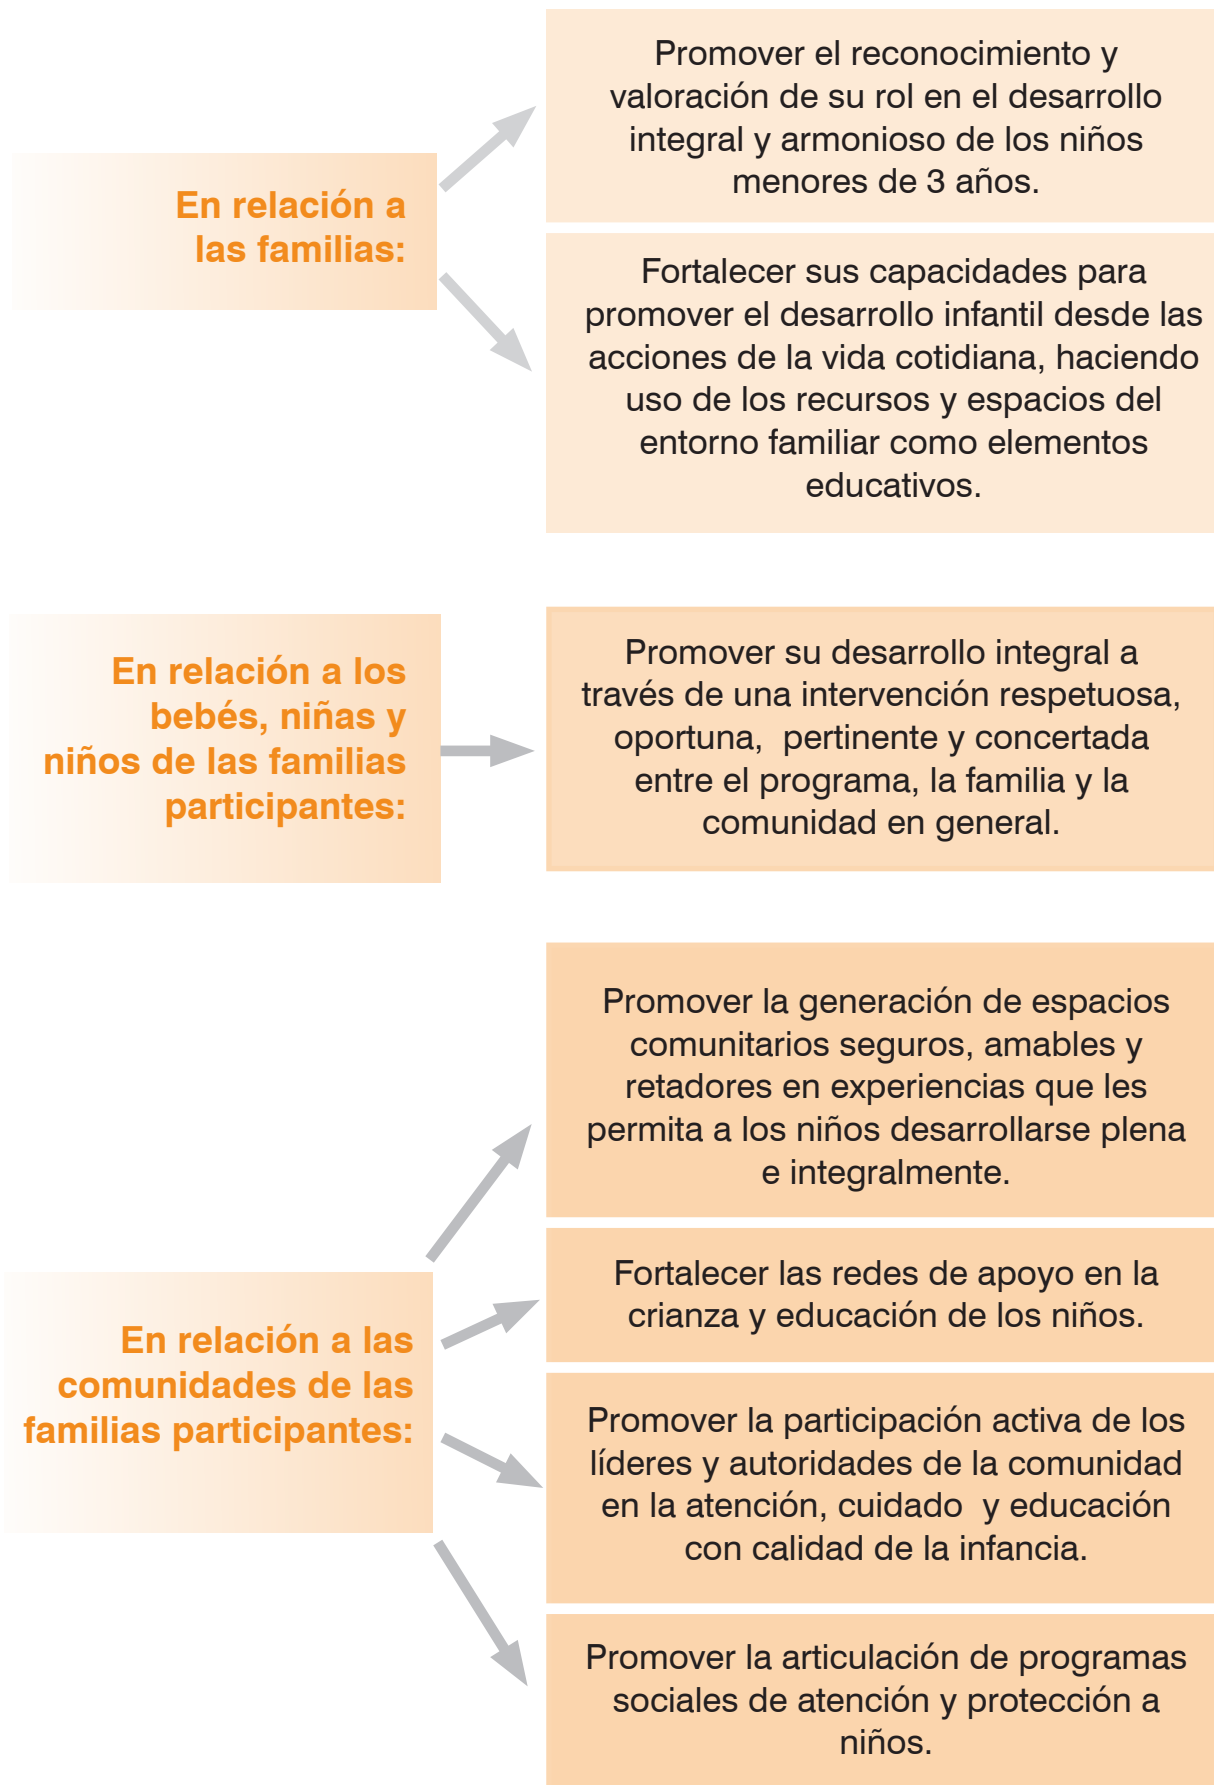 En relación a
las familias:
Promover el reconocimiento y
valoración de su rol en el desarrollo
integral y armonioso de los niños
menores de 3 años.
Fortalecer sus capacidades para
promover el desarrollo infantil desde las
acciones de la vida cotidiana, haciendo
uso de los recursos y espacios del
entorno familiar como elementos
educativos.
En relación a los
bebés, niñas y
niños de las familias
participantes:
Promover su desarrollo integral a
través de una intervención respetuosa,
oportuna,  pertinente y concertada
entre el programa, la familia y la
comunidad en general.
En relación a las
comunidades de las
familias participantes:
Promover la generación de espacios
comunitarios seguros, amables y
retadores en experiencias que les
permita a los niños desarrollarse plena
e integralmente.
Fortalecer las redes de apoyo en la
crianza y educación de los niños.
Promover la participación activa de los
líderes y autoridades de la comunidad
en la atención, cuidado  y educación
con calidad de la infancia.
Promover la articulación de programas
sociales de atención y protección a
niños.